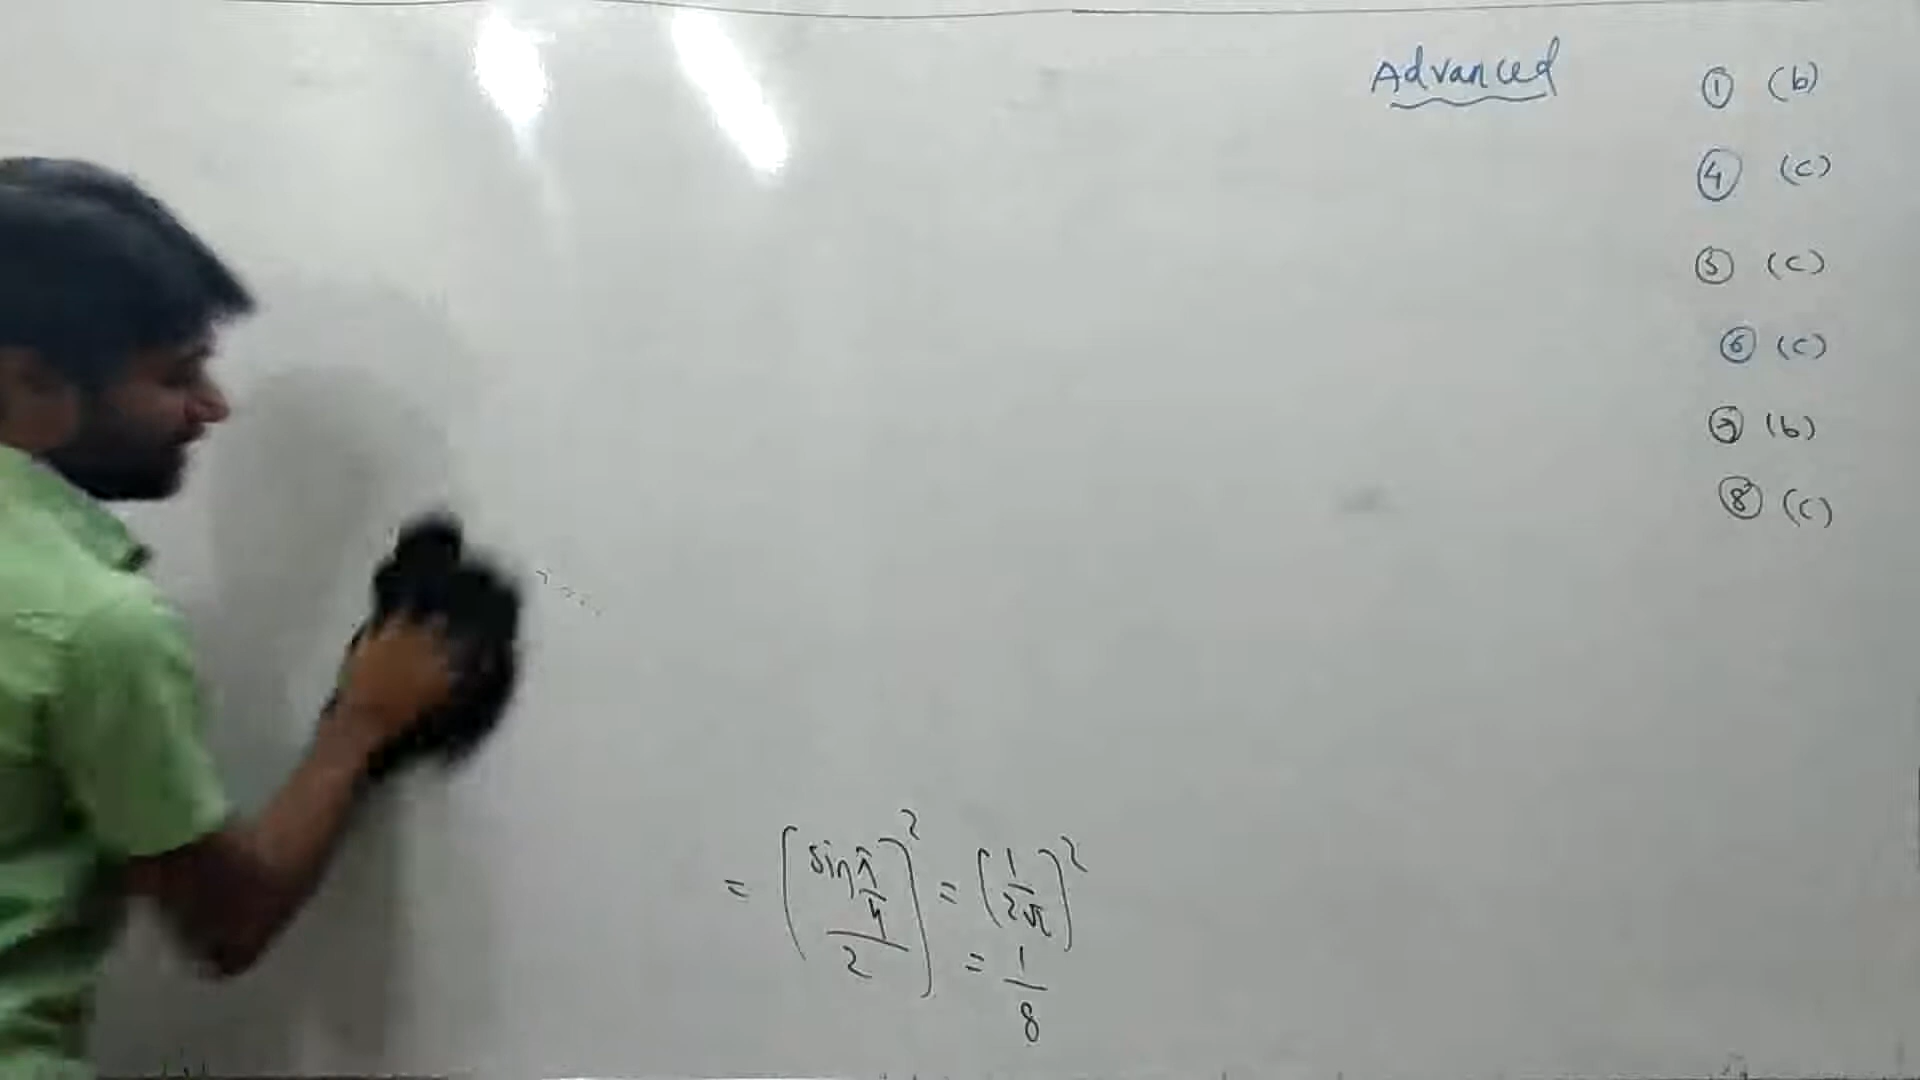 Advanced
① (b)
④ (c)
⑤ (c)
⑥ (c)
⑦ (b)
⑧ (c)
= [sin π/4 / 2]² = [1/2√2]²
= 1/8